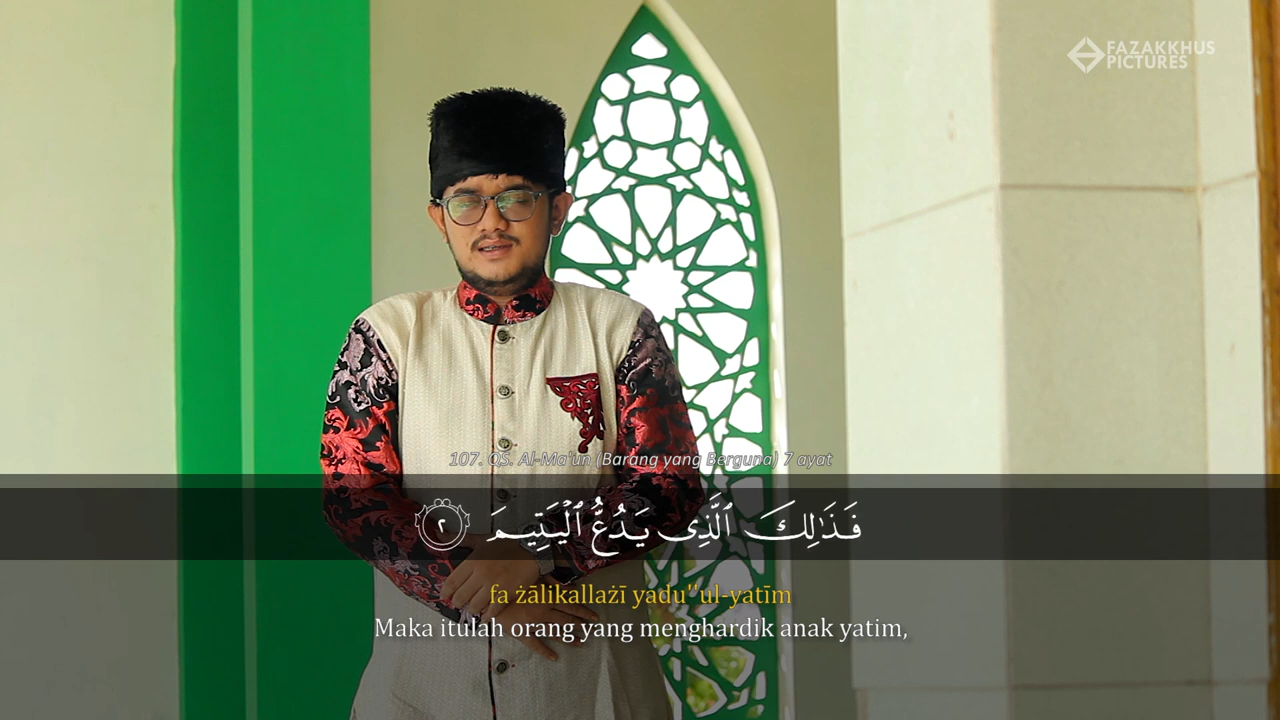 FAZAKKHUS
PICTURES
107. QS. Al-Ma'un (Barang yang Berguna) 7 ayat
فَذَٰلِكَ ٱلَّذِى يَدُعُّ ٱلْيَتِيمَ ٢
fa żālikallażī yadu''ul-yatīm
Maka itulah orang yang menghardik anak yatim,